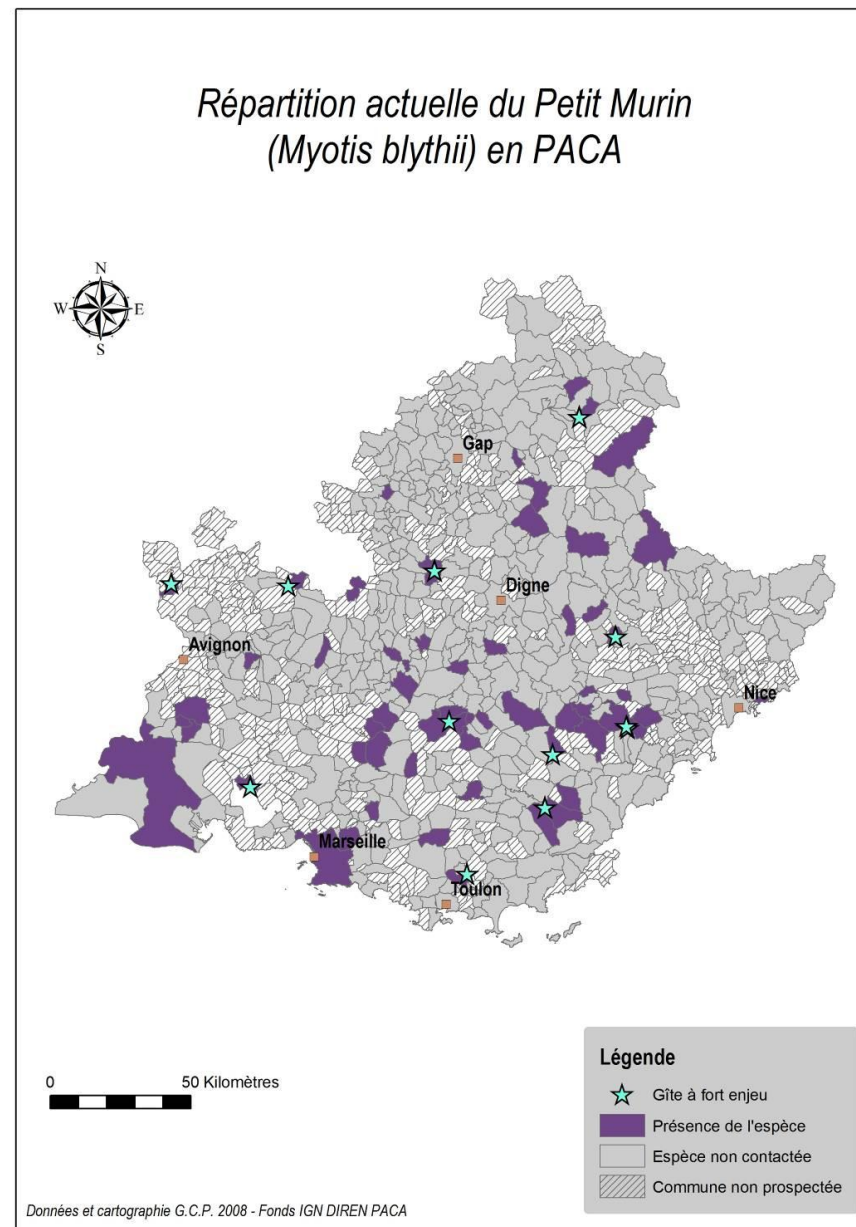 Répartition actuelle du Petit Murin
(Myotis blythii) en PACA
N
W
E
S
Gap
Digne
Avignon
Nice
Marseille
Toulon
0
50 Kilomètres
Légende
Gîte à fort enjeu
Présence de l'espèce
Espèce non contactée
Commune non prospectée
Données et cartographie G.C.P. 2008 - Fonds IGN DIREN PACA